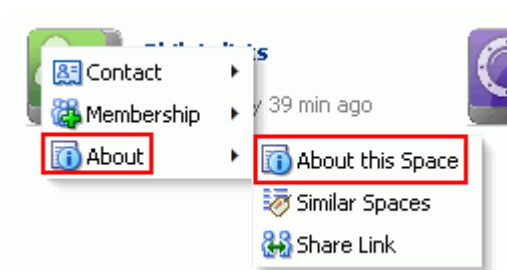 Contact
39 min ago
Membership
About
About this Space
Similar Spaces
Share Link